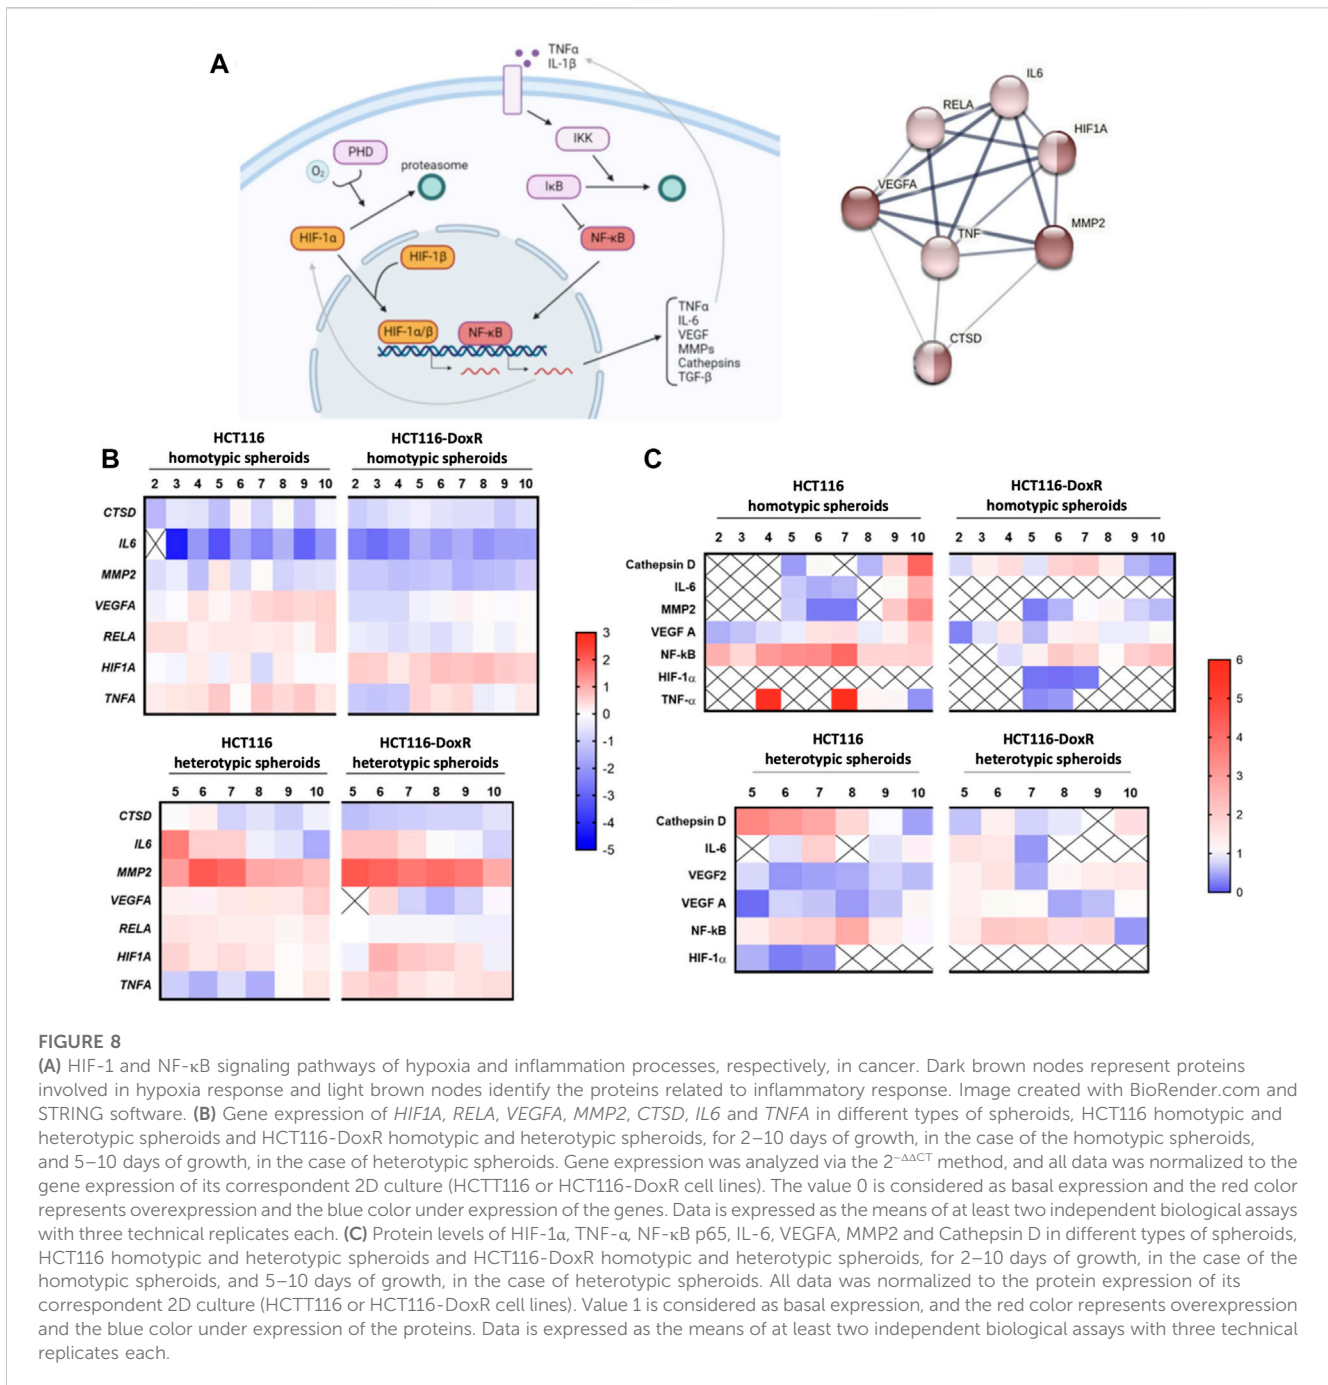 A
TNFα
IL-1β
IKK
PHD
O₂
proteasome
IκB
HIF-1α
NF-κB
HIF-1β
HIF-1α/β
NF-κB
TNFα
IL-6
VEGF
MMPs
Cathepsins
TGF-β
IL6
RELA
HIF1A
VEGFA
MMP2
TNF
CTSD
B
HCT116
homotypic spheroids
HCT116-DoxR
homotypic spheroids
2 3 4 5 6 7 8 9 10
2 3 4 5 6 7 8 9 10
CTSD
IL6
MMP2
VEGFA
RELA
HIF1A
TNFA
3
2
1
0
-1
-2
-3
-4
-5
HCT116
heterotypic spheroids
HCT116-DoxR
heterotypic spheroids
5 6 7 8 9 10
5 6 7 8 9 10
CTSD
IL6
MMP2
VEGFA
RELA
HIF1A
TNFA
C
HCT116
homotypic spheroids
HCT116-DoxR
homotypic spheroids
2 3 4 5 6 7 8 9 10
2 3 4 5 6 7 8 9 10
Cathepsin D
IL-6
MMP2
VEGF A
NF-kB
HIF-1α
TNF-α
6
5
4
3
2
1
0
HCT116
heterotypic spheroids
HCT116-DoxR
heterotypic spheroids
5 6 7 8 9 10
5 6 7 8 9 10
Cathepsin D
IL-6
VEGF2
VEGF A
NF-kB
HIF-1α
FIGURE 8
(A) HIF-1 and NF-κB signaling pathways of hypoxia and inflammation processes, respectively, in cancer. Dark brown nodes represent proteins
involved in hypoxia response and light brown nodes identify the proteins related to inflammatory response. Image created with BioRender.com and
STRING software. (B) Gene expression of HIF1A, RELA, VEGFA, MMP2, CTSD, IL6 and TNFA in different types of spheroids, HCT116 homotypic and
heterotypic spheroids and HCT116-DoxR homotypic and heterotypic spheroids, for 2–10 days of growth, in the case of the homotypic spheroids,
and 5–10 days of growth, in the case of heterotypic spheroids. Gene expression was analyzed via the 2⁻ΔΔCT method, and all data was normalized to the
gene expression of its correspondent 2D culture (HCTT116 or HCT116-DoxR cell lines). The value 0 is considered as basal expression and the red color
represents overexpression and the blue color under expression of the genes. Data is expressed as the means of at least two independent biological assays
with three technical replicates each. (C) Protein levels of HIF-1α, TNF-α, NF-κB p65, IL-6, VEGFA, MMP2 and Cathepsin D in different types of spheroids,
HCT116 homotypic and heterotypic spheroids and HCT116-DoxR homotypic and heterotypic spheroids, for 2–10 days of growth, in the case of the
homotypic spheroids, and 5–10 days of growth, in the case of heterotypic spheroids. All data was normalized to the protein expression of its
correspondent 2D culture (HCTT116 or HCT116-DoxR cell lines). Value 1 is considered as basal expression, and the red color represents overexpression
and the blue color under expression of the proteins. Data is expressed as the means of at least two independent biological assays with three technical
replicates each.